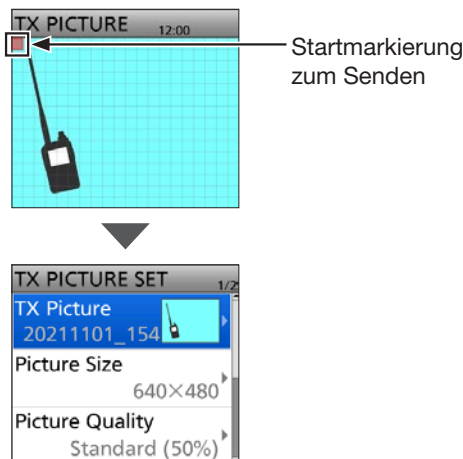 TX PICTURE 12:00
Startmarkierung
zum Senden
TX PICTURE SET 1/2
TX Picture
20211101_154
Picture Size
640×480
Picture Quality
Standard (50%)